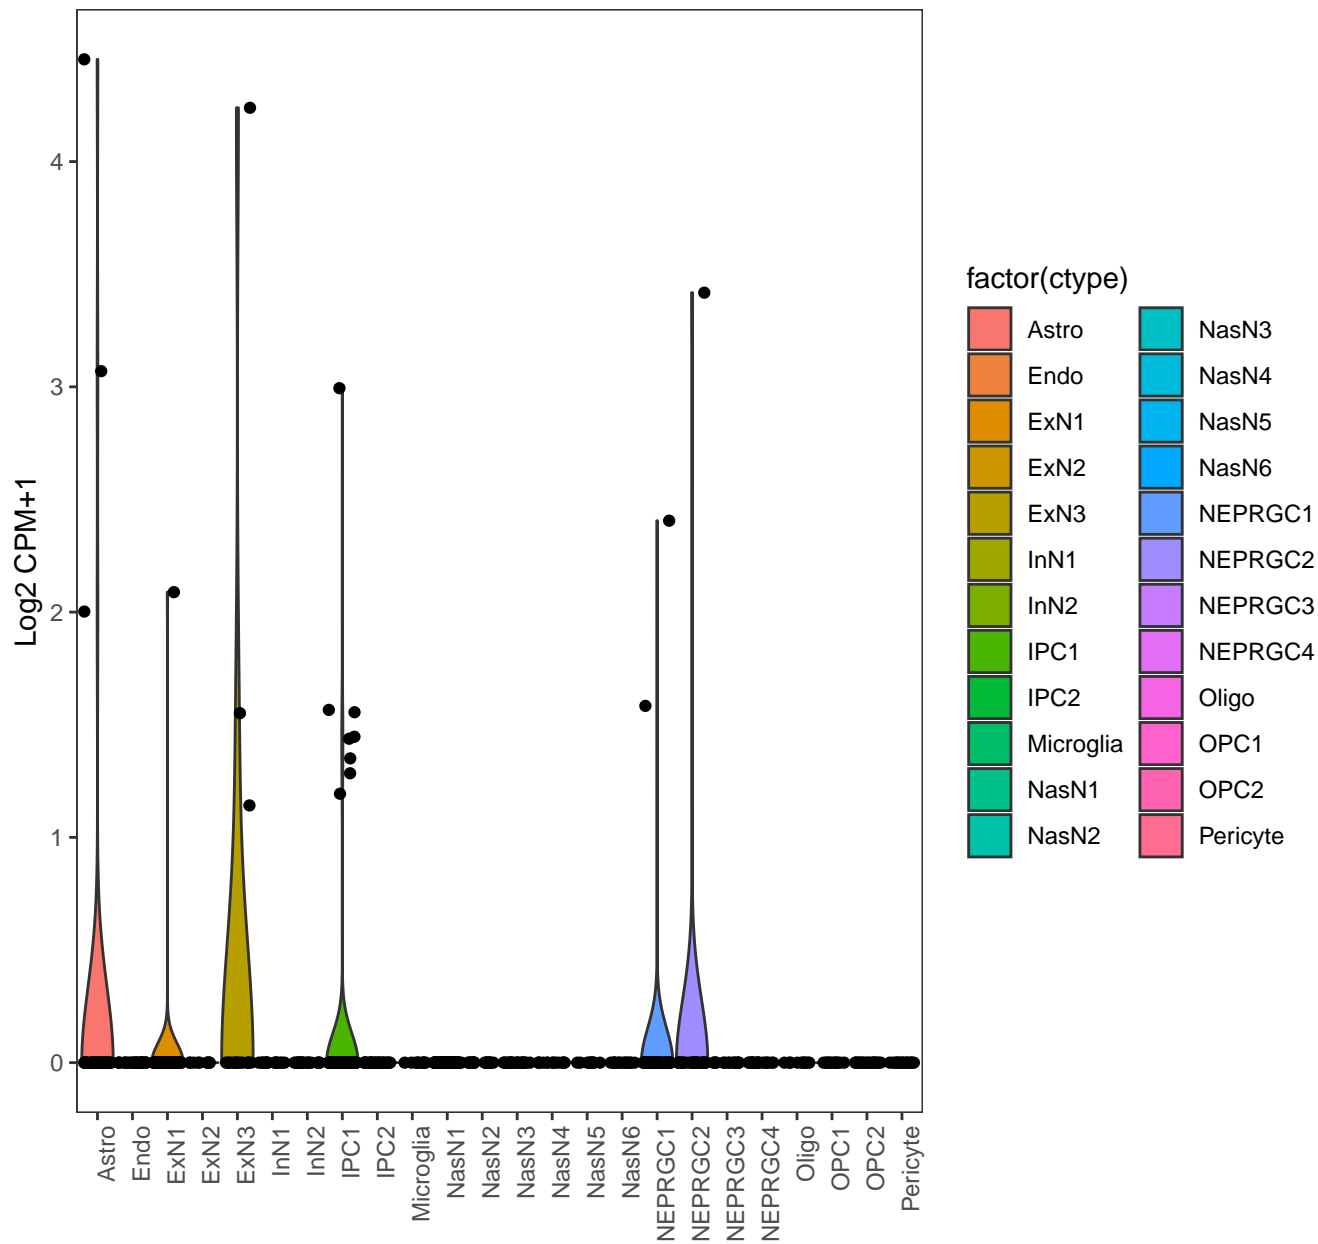 4
3
2
1
0
Log2 CPM+1
Astro
Endo
ExN1
ExN2
ExN3
InN1
InN2
IPC1
IPC2
Microglia
NasN1
NasN2
NasN3
NasN4
NasN5
NasN6
NEPRGC1
NEPRGC2
NEPRGC3
NEPRGC4
Oligo
OPC1
OPC2
Pericyte
factor(ctype)
Astro
Endo
ExN1
ExN2
ExN3
InN1
InN2
IPC1
IPC2
Microglia
NasN1
NasN2
NasN3
NasN4
NasN5
NasN6
NEPRGC1
NEPRGC2
NEPRGC3
NEPRGC4
Oligo
OPC1
OPC2
Pericyte